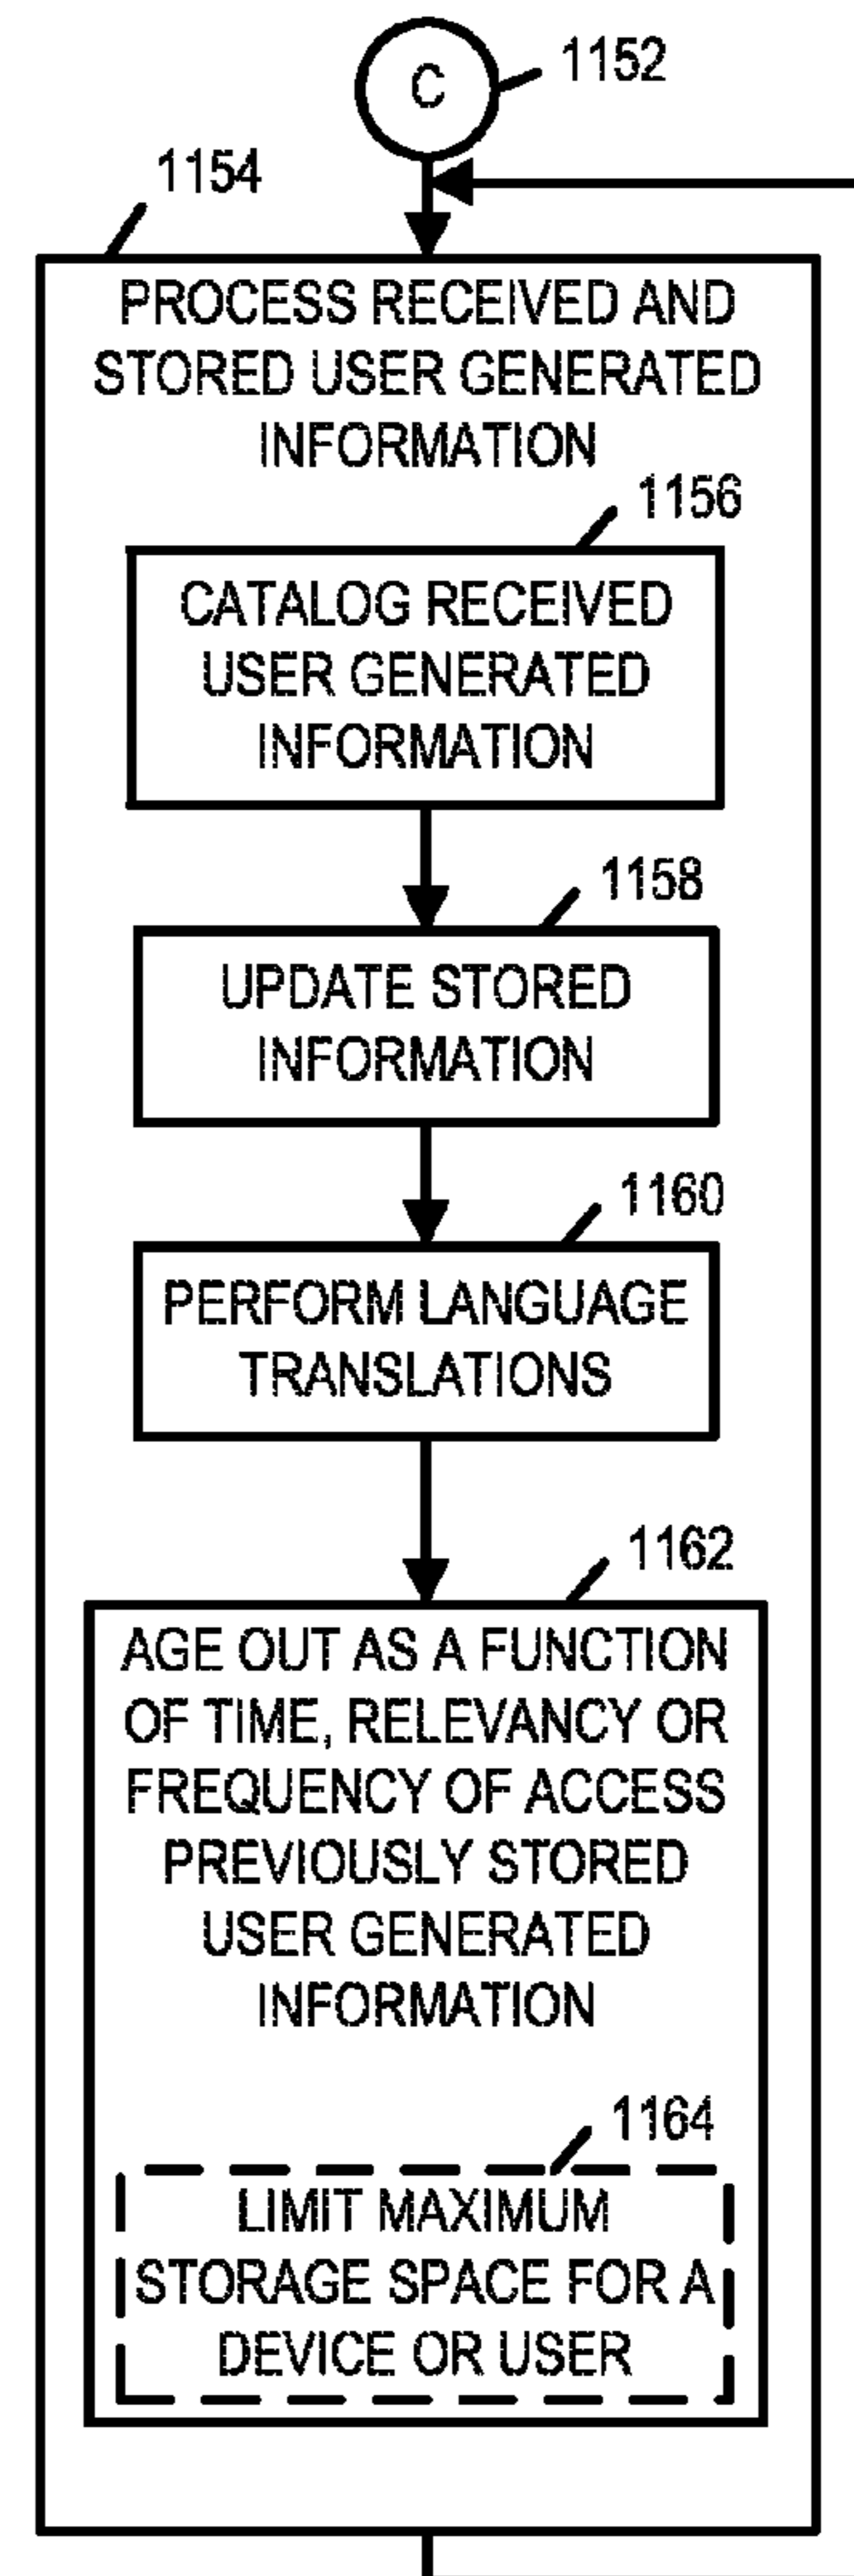 C
1152
1154
PROCESS RECEIVED AND
STORED USER GENERATED
INFORMATION
1156
CATALOG RECEIVED
USER GENERATED
INFORMATION
1158
UPDATE STORED
INFORMATION
1160
PERFORM LANGUAGE
TRANSLATIONS
1162
AGE OUT AS A FUNCTION
OF TIME, RELEVANCY OR
FREQUENCY OF ACCESS
PREVIOUSLY STORED
USER GENERATED
INFORMATION
1164
LIMIT MAXIMUM
STORAGE SPACE FOR A
DEVICE OR USER